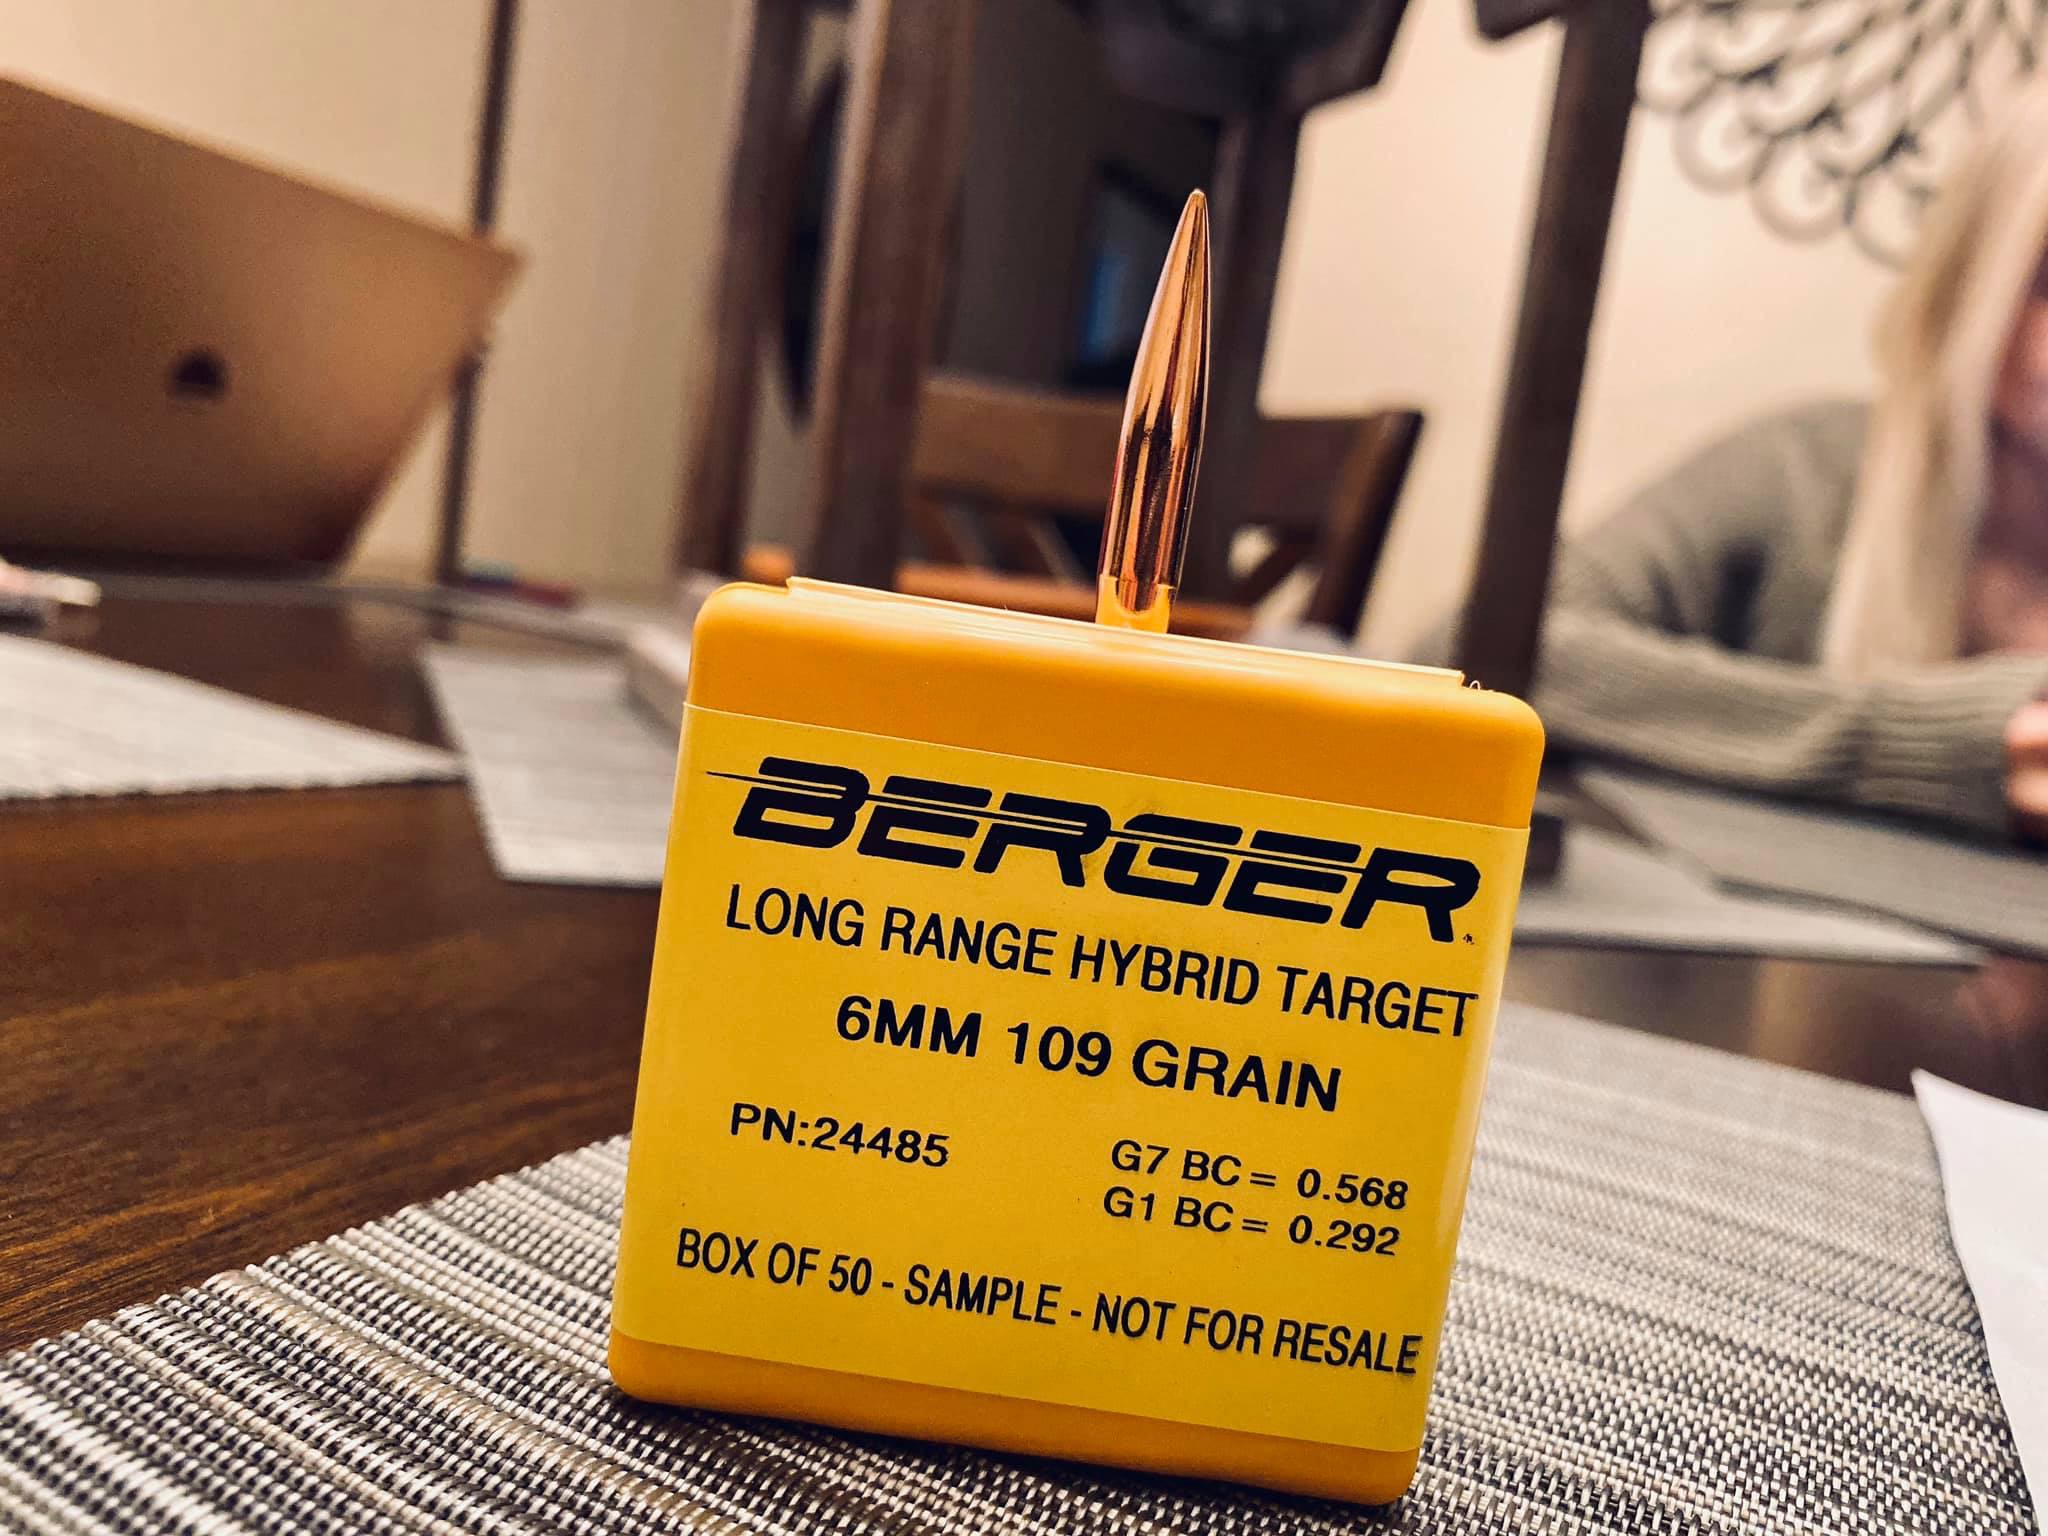 BERGER
LONG RANGE HYBRID TARGET
6MM 109 GRAIN
PN:24485
G7 BC = 0.568
G1 BC = 0.292
BOX OF 50 - SAMPLE - NOT FOR RESALE